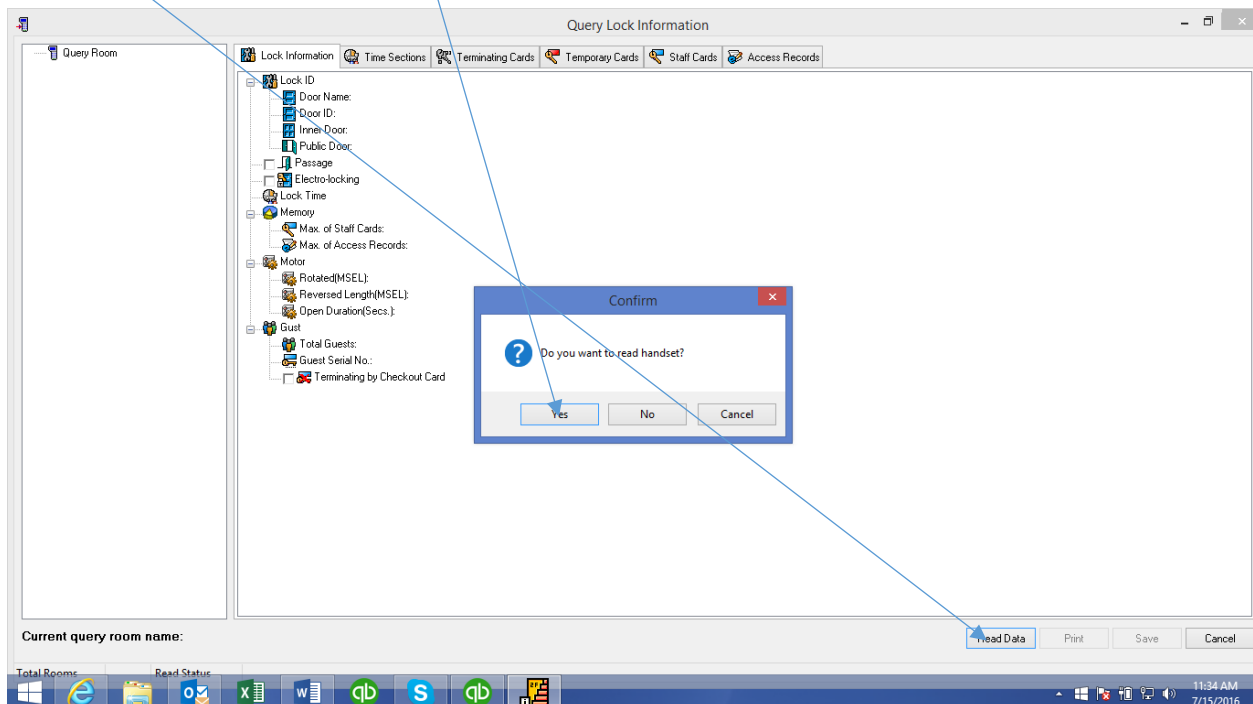 Query Lock Information
Query Room
Lock Information Time Sections Terminating Cards Temporary Cards Staff Cards Access Records
Lock ID
Door Name:
Door ID:
Inner Door:
Public Door:
Passage
Electro-locking
Lock Time
Memory
Max. of Staff Cards:
Max. of Access Records:
Motor
Rotated(MSEL):
Reversed Length(MSEL):
Open Duration(Secs.):
Gust
Total Guests:
Guest Serial No.:
Terminating by Checkout Card
Confirm
Do you want to read handset?
Yes No Cancel
Current query room name:
Read Data Print Save Cancel
Total Rooms Read Status
11:34 AM
7/15/2016